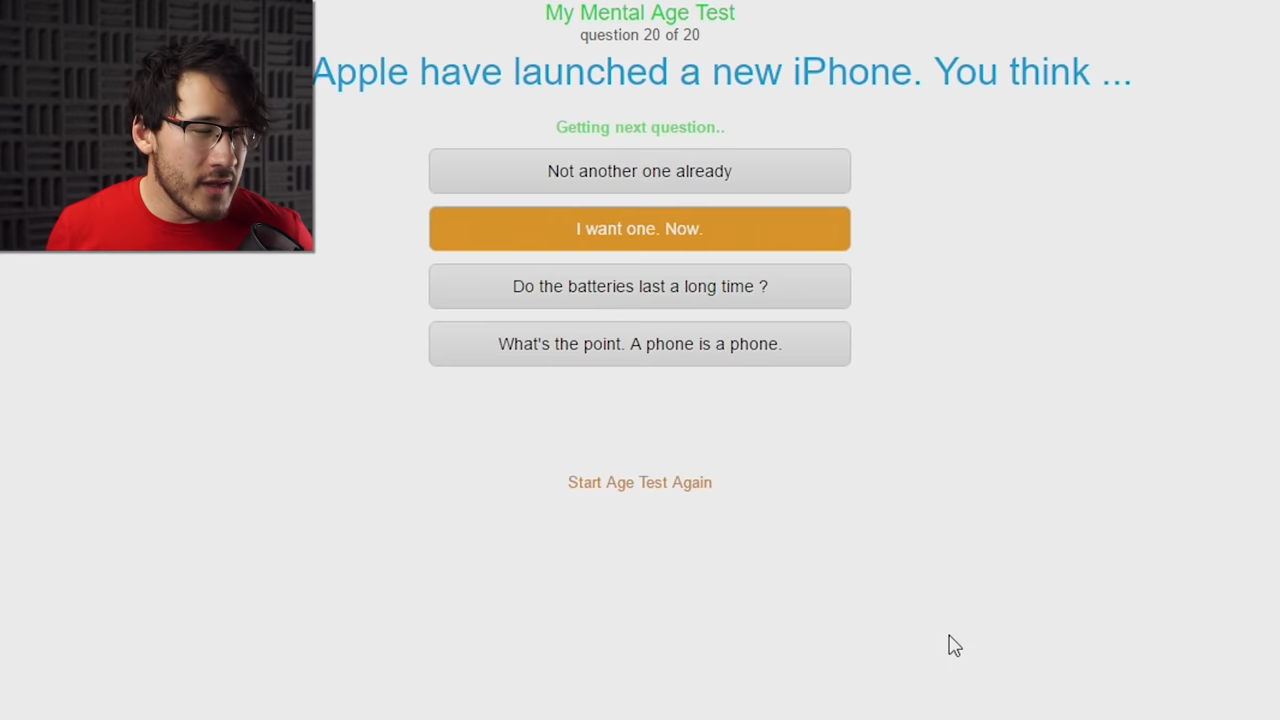 My Mental Age Test
question 20 of 20
Apple have launched a new iPhone. You think ...
Getting next question..
Not another one already
I want one. Now.
Do the batteries last a long time ?
What's the point. A phone is a phone.
Start Age Test Again